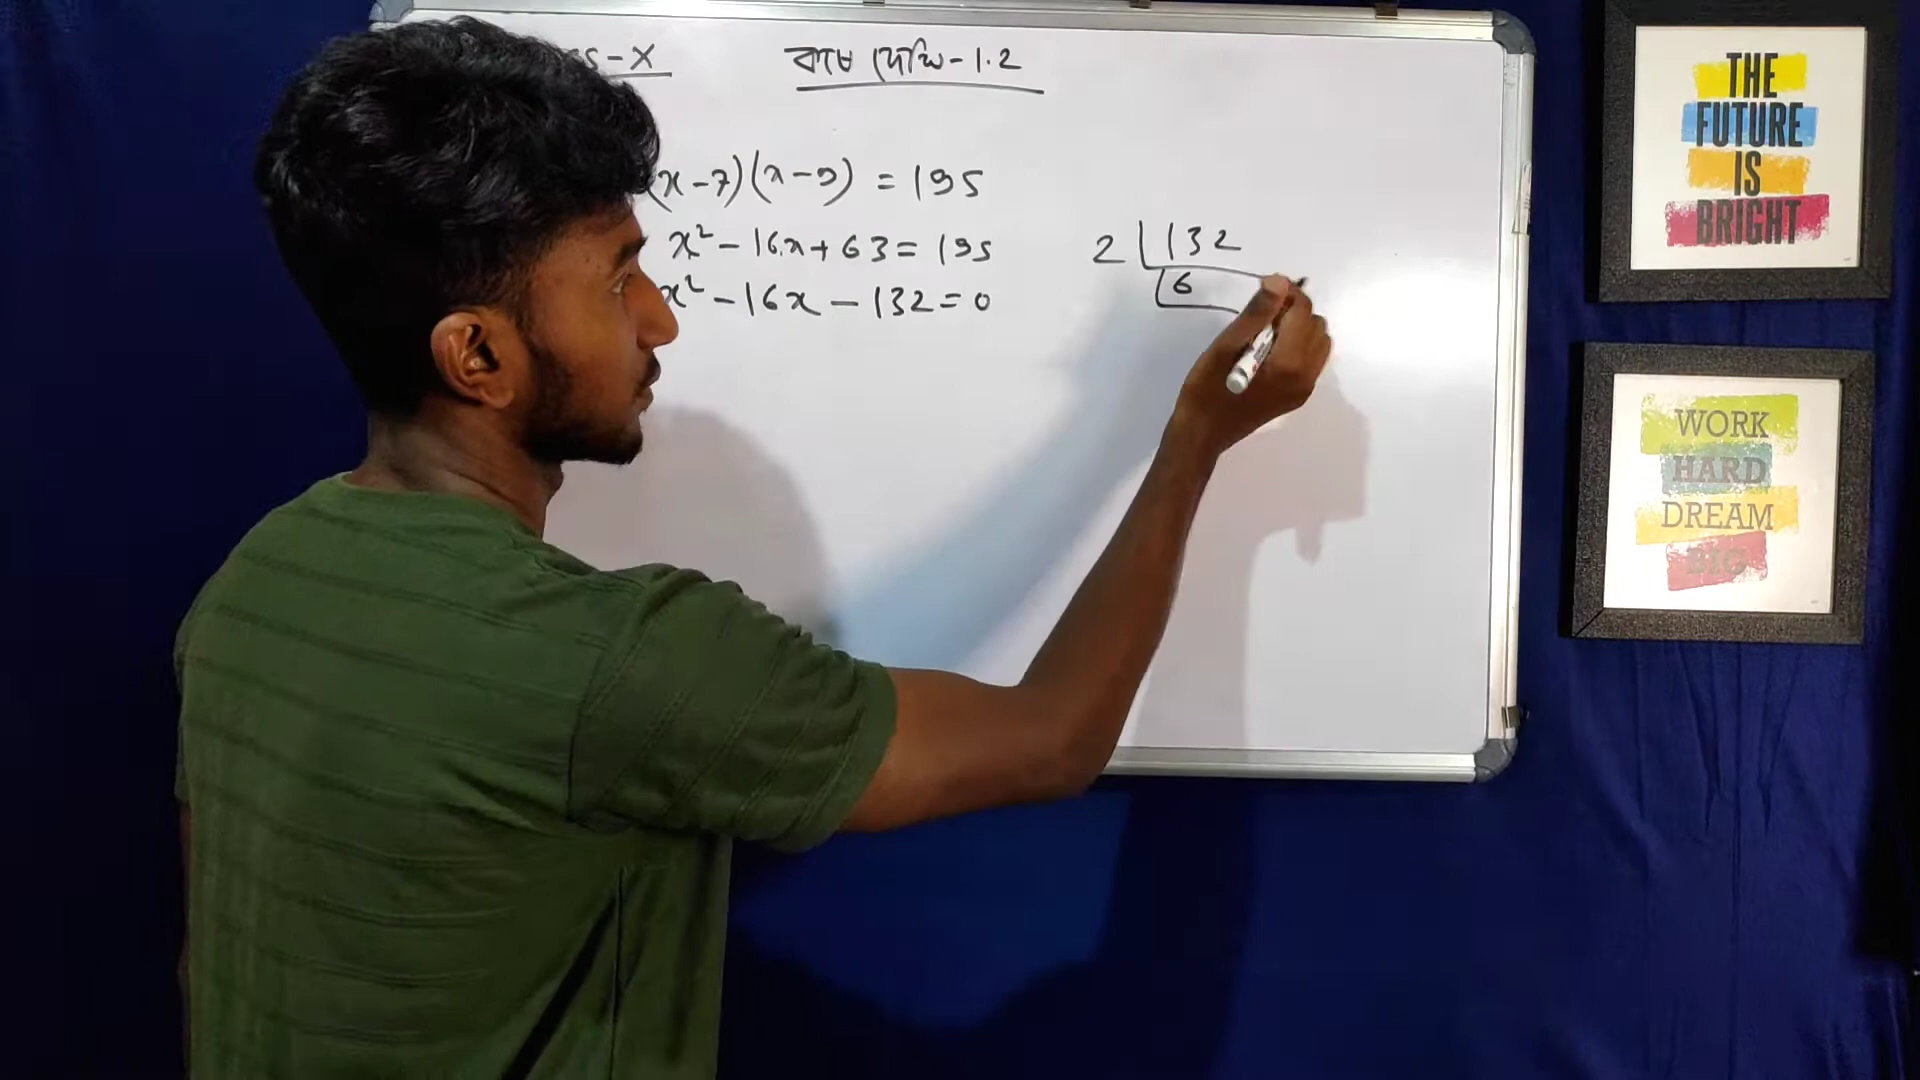 s-X
কষে দেখি-1.2
(x-7)(x-9) = 195
x²-16x+63=195
x²-16x-132=0
2 | 132
6
THE
FUTURE
IS
BRIGHT
WORK
HARD
DREAM
BIG